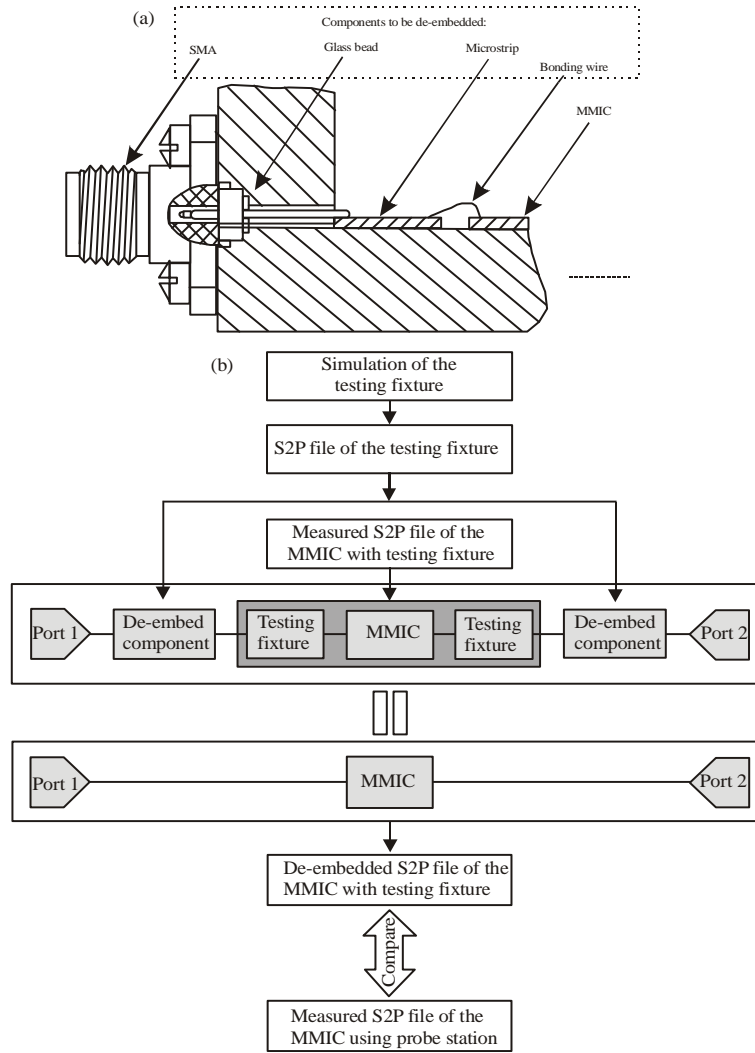 (a)
Components to be de-embedded:
SMA
Glass bead
Microstrip
Bonding wire
MMIC
(b)
Simulation of the
testing fixture
S2P file of the testing fixture
Measured S2P file of the
MMIC with testing fixture
Port 1
De-embed
component
Testing
fixture
MMIC
Testing
fixture
De-embed
component
Port 2
Port 1
MMIC
Port 2
De-embedded S2P file of the
MMIC with testing fixture
Compare
Measured S2P file of the
MMIC using probe station